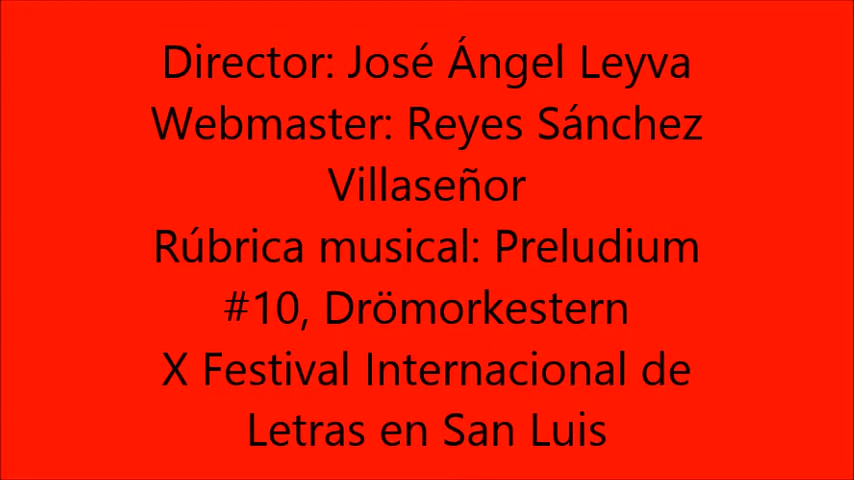 Director: José Ángel Leyva
Webmaster: Reyes Sánchez
Villaseñor
Rúbrica musical: Preludium
#10, Drömorkestern
X Festival Internacional de
Letras en San Luis